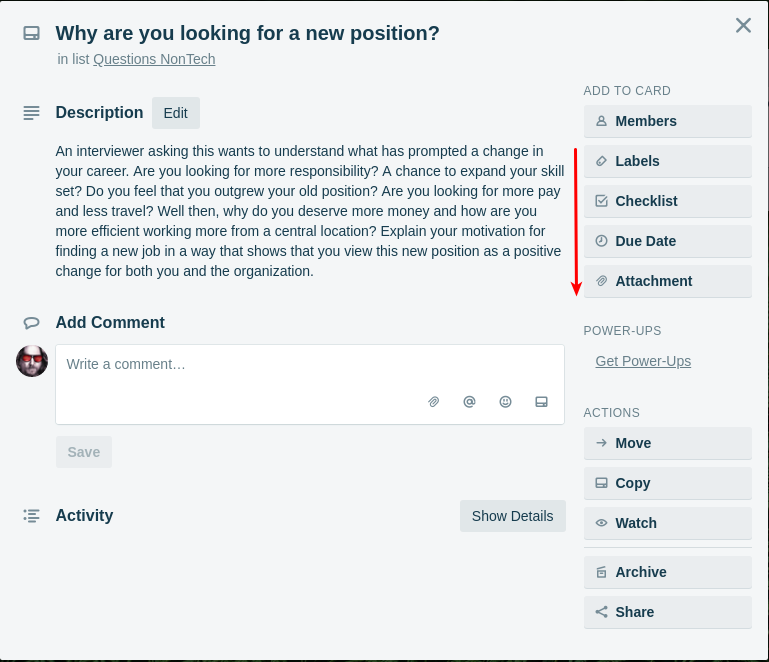 Why are you looking for a new position?
in list Questions NonTech
Description
Edit
An interviewer asking this wants to understand what has prompted a change in
your career. Are you looking for more responsibility? A chance to expand your skill
set? Do you feel that you outgrew your old position? Are you looking for more pay
and less travel? Well then, why do you deserve more money and how are you
more efficient working more from a central location? Explain your motivation for
finding a new job in a way that shows that you view this new position as a positive
change for both you and the organization.
Add Comment
Write a comment…
Save
Activity
Show Details
ADD TO CARD
Members
Labels
Checklist
Due Date
Attachment
POWER-UPS
Get Power-Ups
ACTIONS
Move
Copy
Watch
Archive
Share